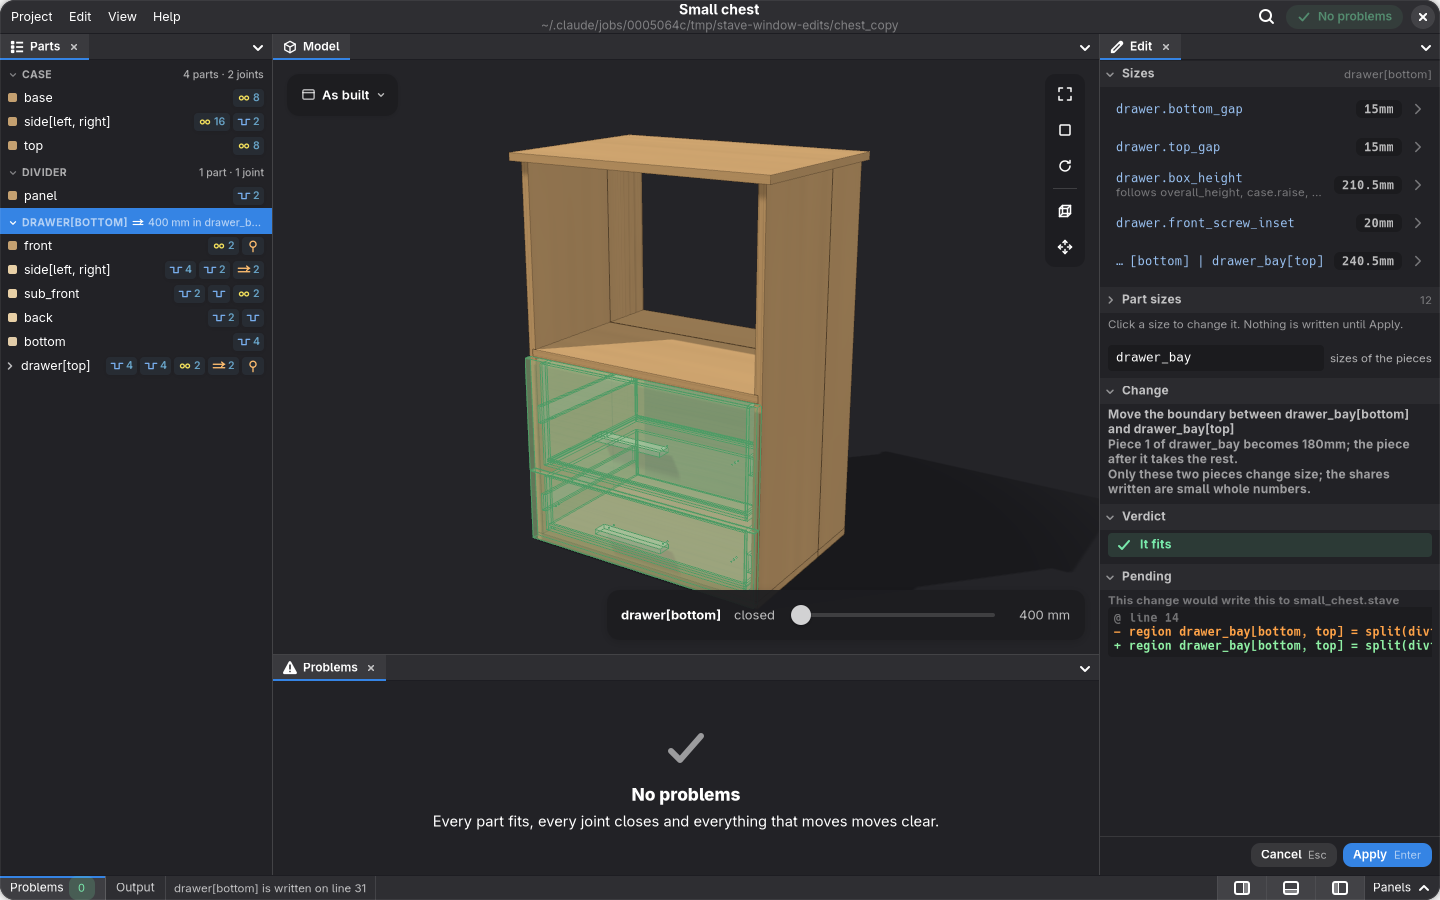 Project Edit View Help
Small chest
~/.claude/jobs/0005064c/tmp/stave-window-edits/chest_copy
No problems
Parts
CASE 4 parts · 2 joints
base 8
side[left, right] 16 2
top 8
DIVIDER 1 part · 1 joint
panel 2
DRAWER[BOTTOM] 400 mm in drawer_b...
front 2
side[left, right] 4 2 2
sub_front 2 2
back 2
bottom 4
drawer[top] 4 4 2 2
Model
As built
drawer[bottom] closed 400 mm
Problems
No problems
Every part fits, every joint closes and everything that moves moves clear.
Edit
Sizes drawer[bottom]
drawer.bottom_gap 15mm
drawer.top_gap 15mm
drawer.box_height 210.5mm
follows overall_height, case.raise, ...
drawer.front_screw_inset 20mm
… [bottom] | drawer_bay[top] 240.5mm
Part sizes 12
Click a size to change it. Nothing is written until Apply.
drawer_bay sizes of the pieces
Change
Move the boundary between drawer_bay[bottom]
and drawer_bay[top]
Piece 1 of drawer_bay becomes 180mm; the piece
after it takes the rest.
Only these two pieces change size; the shares
written are small whole numbers.
Verdict
It fits
Pending
This change would write this to small_chest.stave
@ line 14
− region drawer_bay[bottom, top] = split(div
+ region drawer_bay[bottom, top] = split(div
Cancel Esc Apply Enter
Problems 0 Output drawer[bottom] is written on line 31 Panels